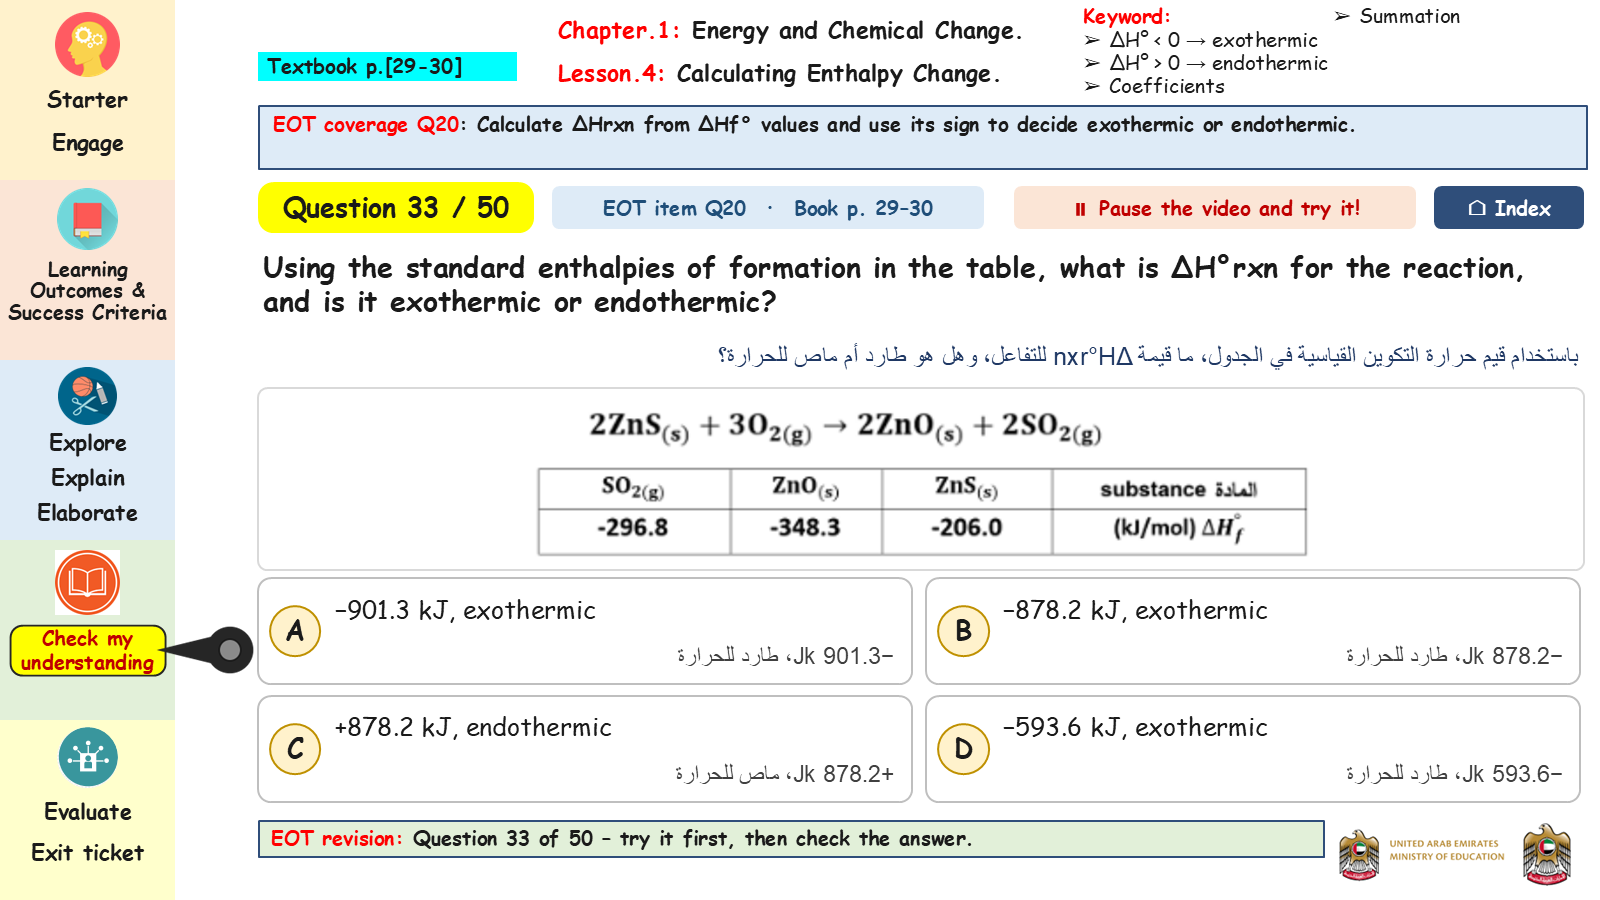 Starter
Engage
Learning
Outcomes &
Success Criteria
Explore
Explain
Elaborate
Check my
understanding
Evaluate
Exit ticket
Textbook p.[29-30]
Chapter.1: Energy and Chemical Change.
Lesson.4: Calculating Enthalpy Change.
Keyword:
➢ ΔH° < 0 → exothermic
➢ ΔH° > 0 → endothermic
➢ Coefficients
➢ Summation
EOT coverage Q20: Calculate ΔHrxn from ΔHf° values and use its sign to decide exothermic or endothermic.
Question 33 / 50
EOT item Q20 · Book p. 29–30
⏸ Pause the video and try it!
⌂ Index
Using the standard enthalpies of formation in the table, what is ΔH°rxn for the reaction,
and is it exothermic or endothermic?
باستخدام قيم حرارة التكوين القياسية في الجدول، ما قيمة nxr°HΔ للتفاعل، وهل هو طارد أم ماص للحرارة؟
2ZnS(s) + 3O2(g) → 2ZnO(s) + 2SO2(g)
SO2(g) ZnO(s) ZnS(s) substance المادة
-296.8 -348.3 -206.0 (kJ/mol) ΔH°f
A –901.3 kJ, exothermic
–901.3 Jk، طارد للحرارة
B –878.2 kJ, exothermic
–878.2 Jk، طارد للحرارة
C +878.2 kJ, endothermic
+878.2 Jk، ماص للحرارة
D –593.6 kJ, exothermic
–593.6 Jk، طارد للحرارة
EOT revision: Question 33 of 50 – try it first, then check the answer.
UNITED ARAB EMIRATES
MINISTRY OF EDUCATION